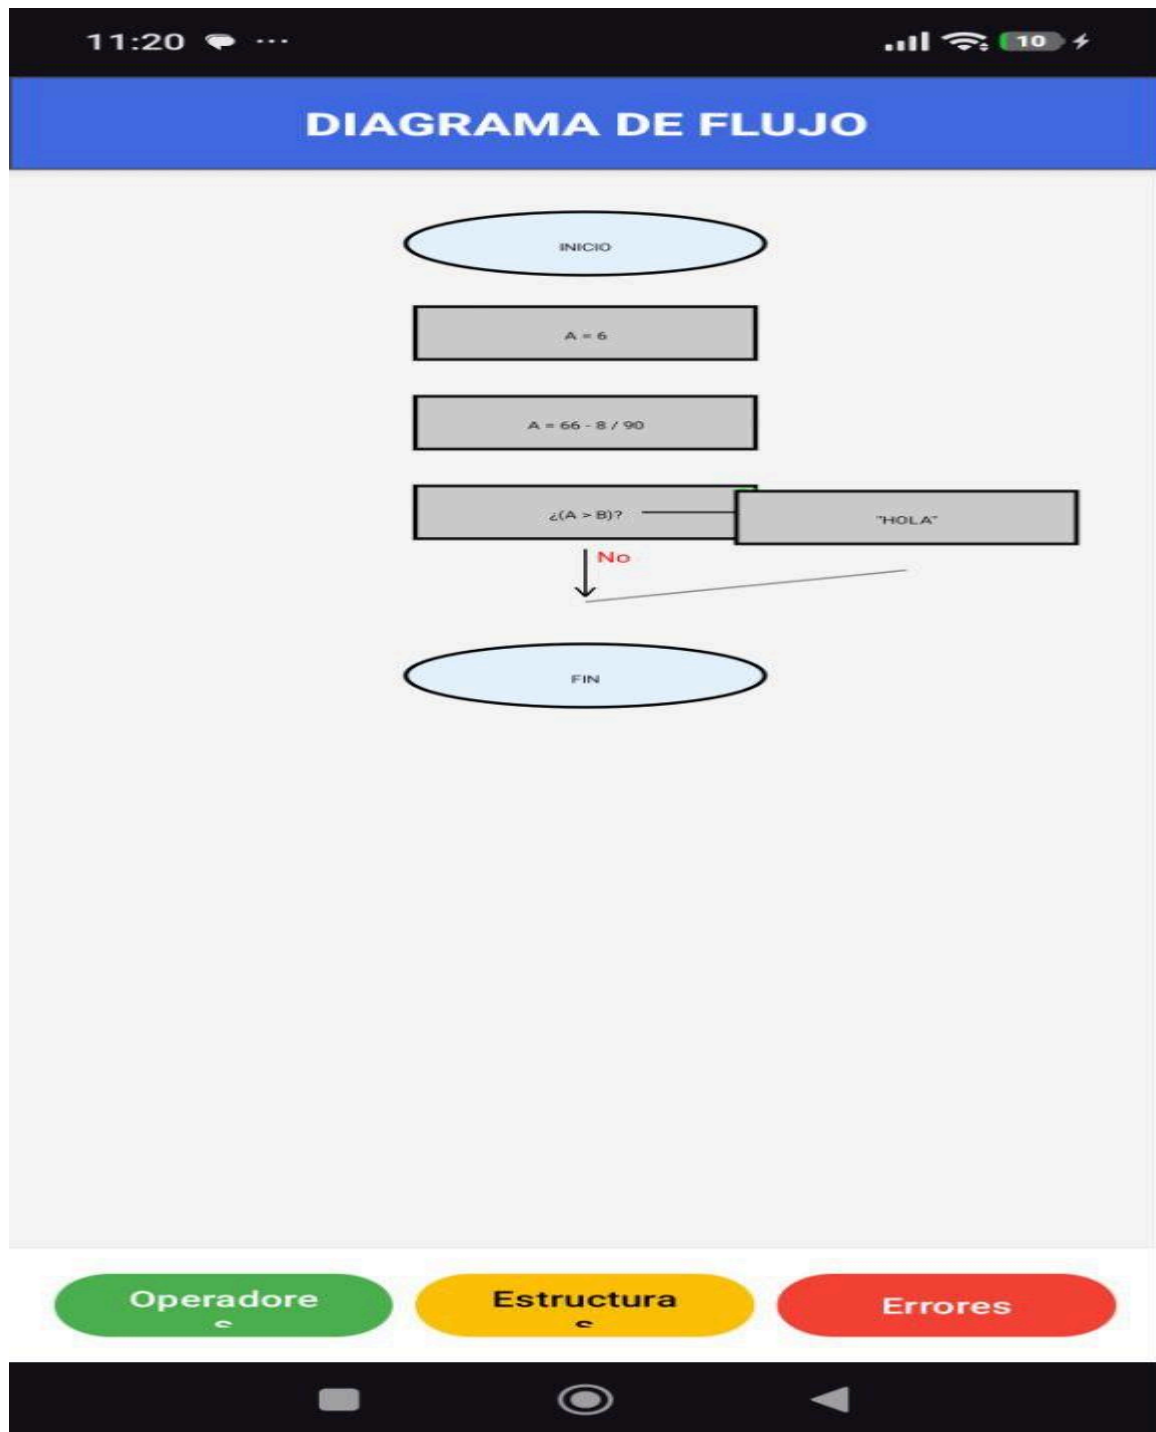 11:20
10
DIAGRAMA DE FLUJO
INICIO
A = 6
A = 66 - 8 / 90
¿(A > B)?
"HOLA"
No
FIN
Operadore
s
Estructura
s
Errores